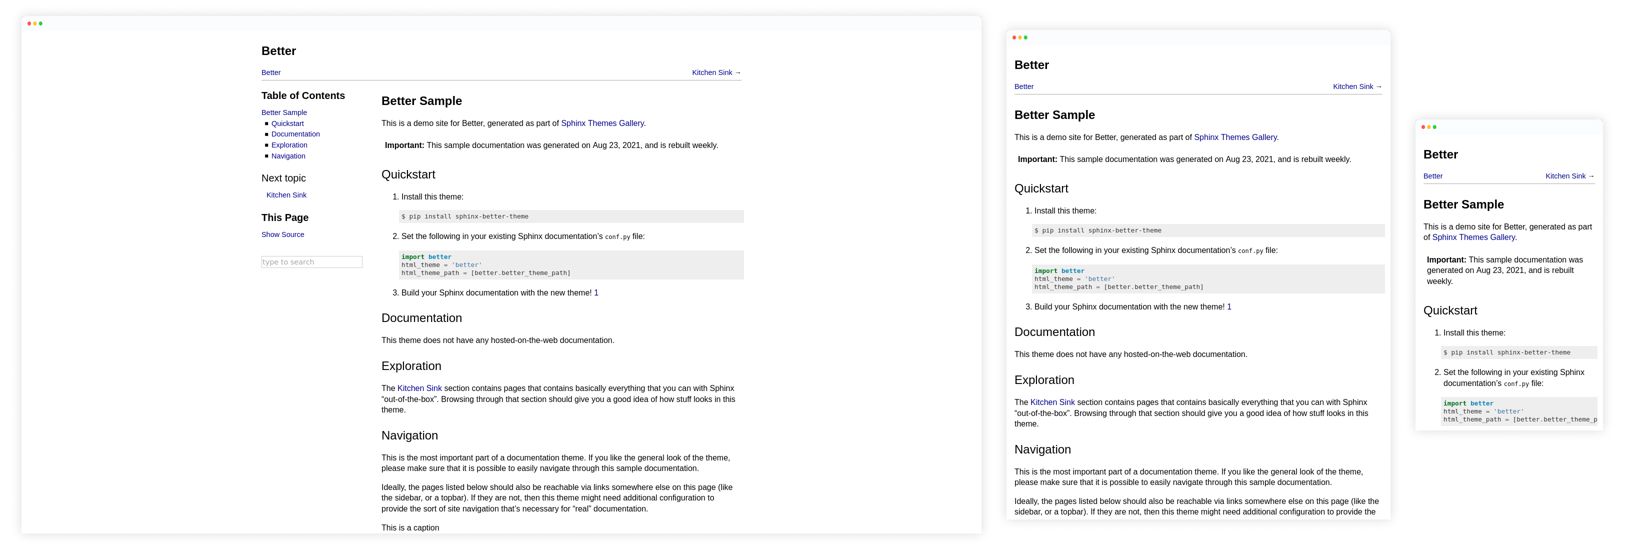 Better
Better
Kitchen Sink →
Table of Contents
Better Sample
Quickstart
Documentation
Exploration
Navigation
Next topic
Kitchen Sink
This Page
Show Source
type to search
Better Sample
This is a demo site for Better, generated as part of Sphinx Themes Gallery.
Important: This sample documentation was generated on Aug 23, 2021, and is rebuilt weekly.
Quickstart
1. Install this theme:
$ pip install sphinx-better-theme
2. Set the following in your existing Sphinx documentation’s conf.py file:
import better
html_theme = 'better'
html_theme_path = [better.better_theme_path]
3. Build your Sphinx documentation with the new theme! 1
Documentation
This theme does not have any hosted-on-the-web documentation.
Exploration
The Kitchen Sink section contains pages that contains basically everything that you can with Sphinx
“out-of-the-box”. Browsing through that section should give you a good idea of how stuff looks in this
theme.
Navigation
This is the most important part of a documentation theme. If you like the general look of the theme,
please make sure that it is possible to easily navigate through this sample documentation.
Ideally, the pages listed below should also be reachable via links somewhere else on this page (like
the sidebar, or a topbar). If they are not, then this theme might need additional configuration to
provide the sort of site navigation that’s necessary for “real” documentation.
This is a caption
Better
Better
Kitchen Sink →
Better Sample
This is a demo site for Better, generated as part of Sphinx Themes Gallery.
Important: This sample documentation was generated on Aug 23, 2021, and is rebuilt weekly.
Quickstart
1. Install this theme:
$ pip install sphinx-better-theme
2. Set the following in your existing Sphinx documentation’s conf.py file:
import better
html_theme = 'better'
html_theme_path = [better.better_theme_path]
3. Build your Sphinx documentation with the new theme! 1
Documentation
This theme does not have any hosted-on-the-web documentation.
Exploration
The Kitchen Sink section contains pages that contains basically everything that you can with Sphinx
“out-of-the-box”. Browsing through that section should give you a good idea of how stuff looks in this
theme.
Navigation
This is the most important part of a documentation theme. If you like the general look of the theme,
please make sure that it is possible to easily navigate through this sample documentation.
Ideally, the pages listed below should also be reachable via links somewhere else on this page (like the
sidebar, or a topbar). If they are not, then this theme might need additional configuration to provide the
Better
Better
Kitchen Sink →
Better Sample
This is a demo site for Better, generated as part
of Sphinx Themes Gallery.
Important: This sample documentation was
generated on Aug 23, 2021, and is rebuilt
weekly.
Quickstart
1. Install this theme:
$ pip install sphinx-better-theme
2. Set the following in your existing Sphinx
documentation’s conf.py file:
import better
html_theme = 'better'
html_theme_path = [better.better_theme_p